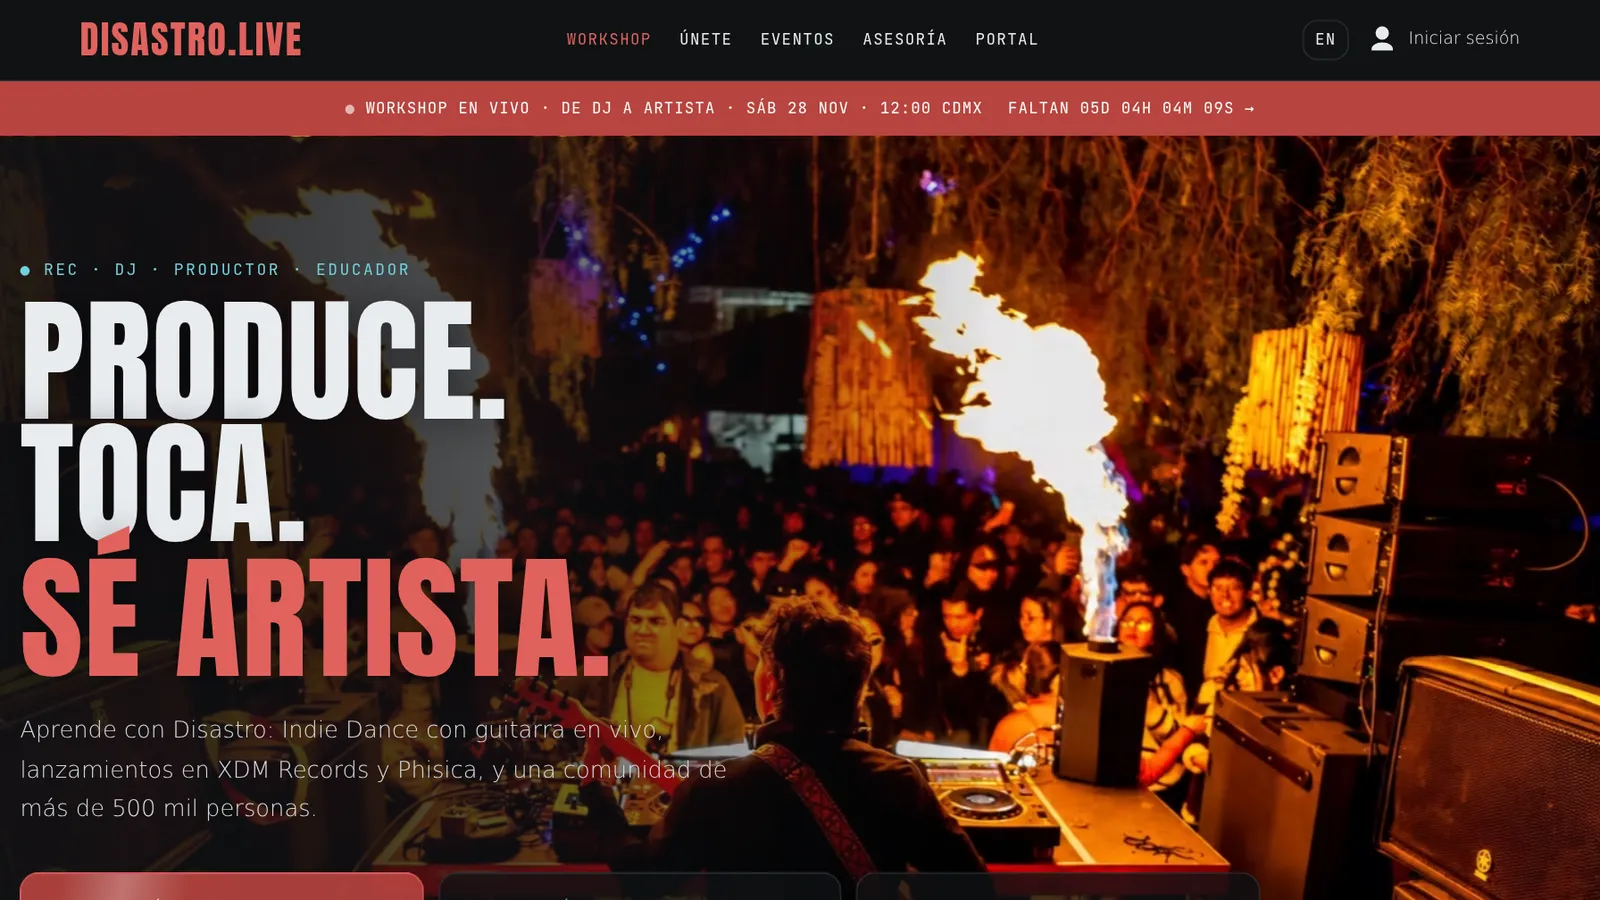 DISASTRO.LIVE
WORKSHOP ÚNETE EVENTOS ASESORÍA PORTAL
EN Iniciar sesión
WORKSHOP EN VIVO · DE DJ A ARTISTA · SÁB 28 NOV · 12:00 CDMX FALTAN 05D 04H 04M 09S →
● REC · DJ · PRODUCTOR · EDUCADOR
PRODUCE.
TOCA.
SÉ ARTISTA.
Aprende con Disastro: Indie Dance con guitarra en vivo,
lanzamientos en XDM Records y Phisica, y una comunidad de
más de 500 mil personas.